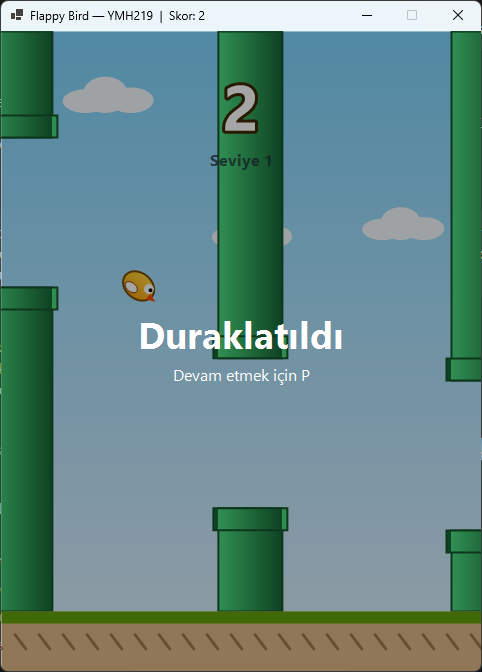 Flappy Bird — YMH219 | Skor: 2
2
Seviye 1
Duraklatıldı
Devam etmek için P